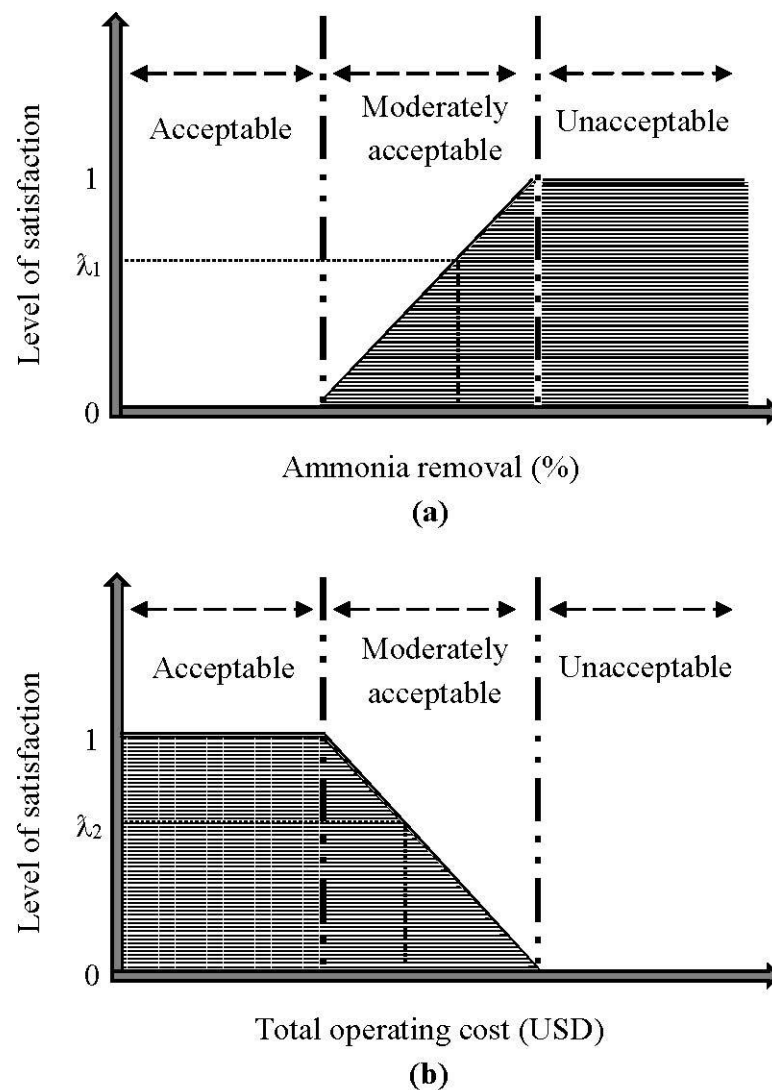 Acceptable
Moderately
acceptable
Unacceptable
Level of satisfaction
1
λ1
0
Ammonia removal (%)
(a)
Acceptable
Moderately
acceptable
Unacceptable
Level of satisfaction
1
λ2
0
Total operating cost (USD)
(b)